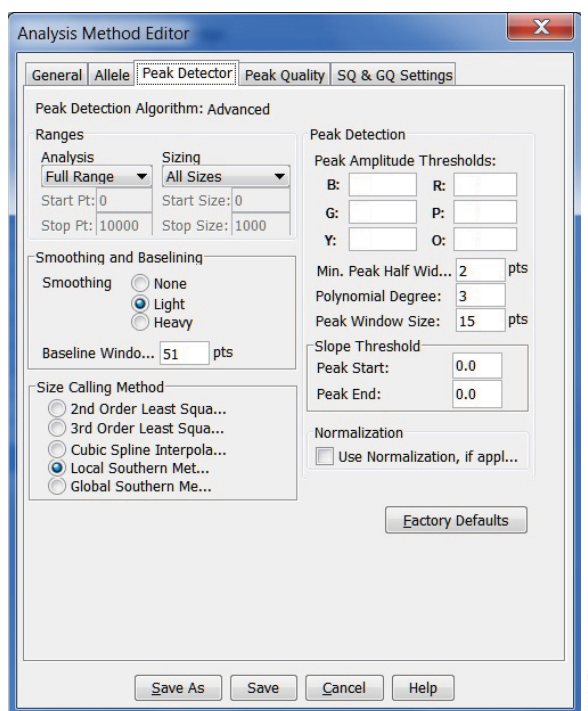 Analysis Method Editor
General Allele Peak Detector Peak Quality SQ & GQ Settings
Peak Detection Algorithm: Advanced
Ranges
Analysis Sizing
Full Range All Sizes
Start Pt: 0 Start Size: 0
Stop Pt: 10000 Stop Size: 1000
Smoothing and Baselining
Smoothing None
Light
Heavy
Baseline Windo... 51 pts
Size Calling Method
2nd Order Least Squa...
3rd Order Least Squa...
Cubic Spline Interpola...
Local Southern Met...
Global Southern Me...
Peak Detection
Peak Amplitude Thresholds:
B: R:
G: P:
Y: O:
Min. Peak Half Wid... 2 pts
Polynomial Degree: 3
Peak Window Size: 15 pts
Slope Threshold
Peak Start: 0.0
Peak End: 0.0
Normalization
Use Normalization, if appl...
Factory Defaults
Save As Save Cancel Help